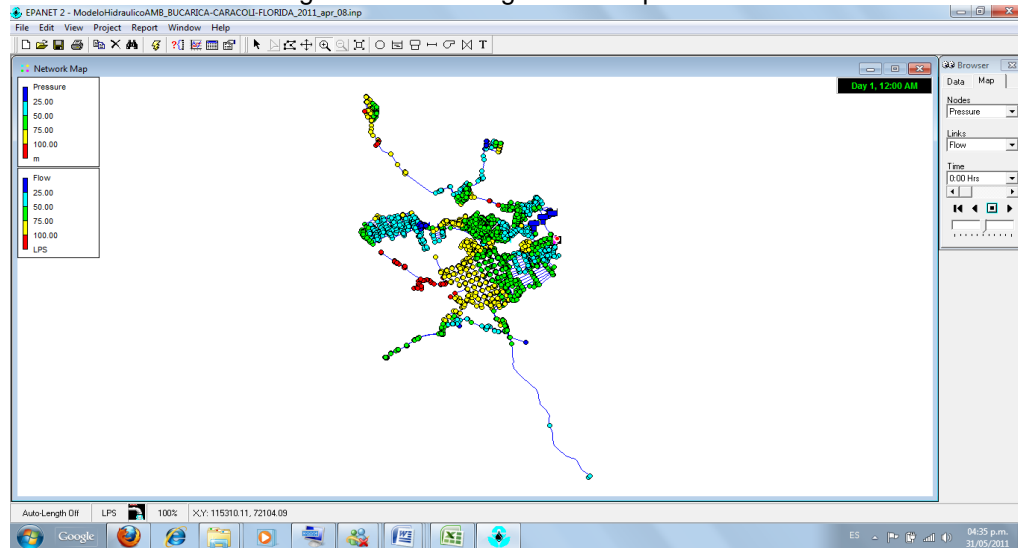 EPANET 2 - ModeloHidraulicoAMB_BUCARICA-CARACOLI-FLORIDA_2011_apr_08.inp
File Edit View Project Report Window Help
Network Map
Day 1, 12:00 AM
Pressure
25.00
50.00
75.00
100.00
m
Flow
25.00
50.00
75.00
100.00
LPS
Browser
Data Map
Nodes
Pressure
Links
Flow
Time
0:00 Hrs
Auto-Length Off LPS 100% X,Y: 115310.11, 72104.09
Google
ES
04:35 p.m.
31/05/2011